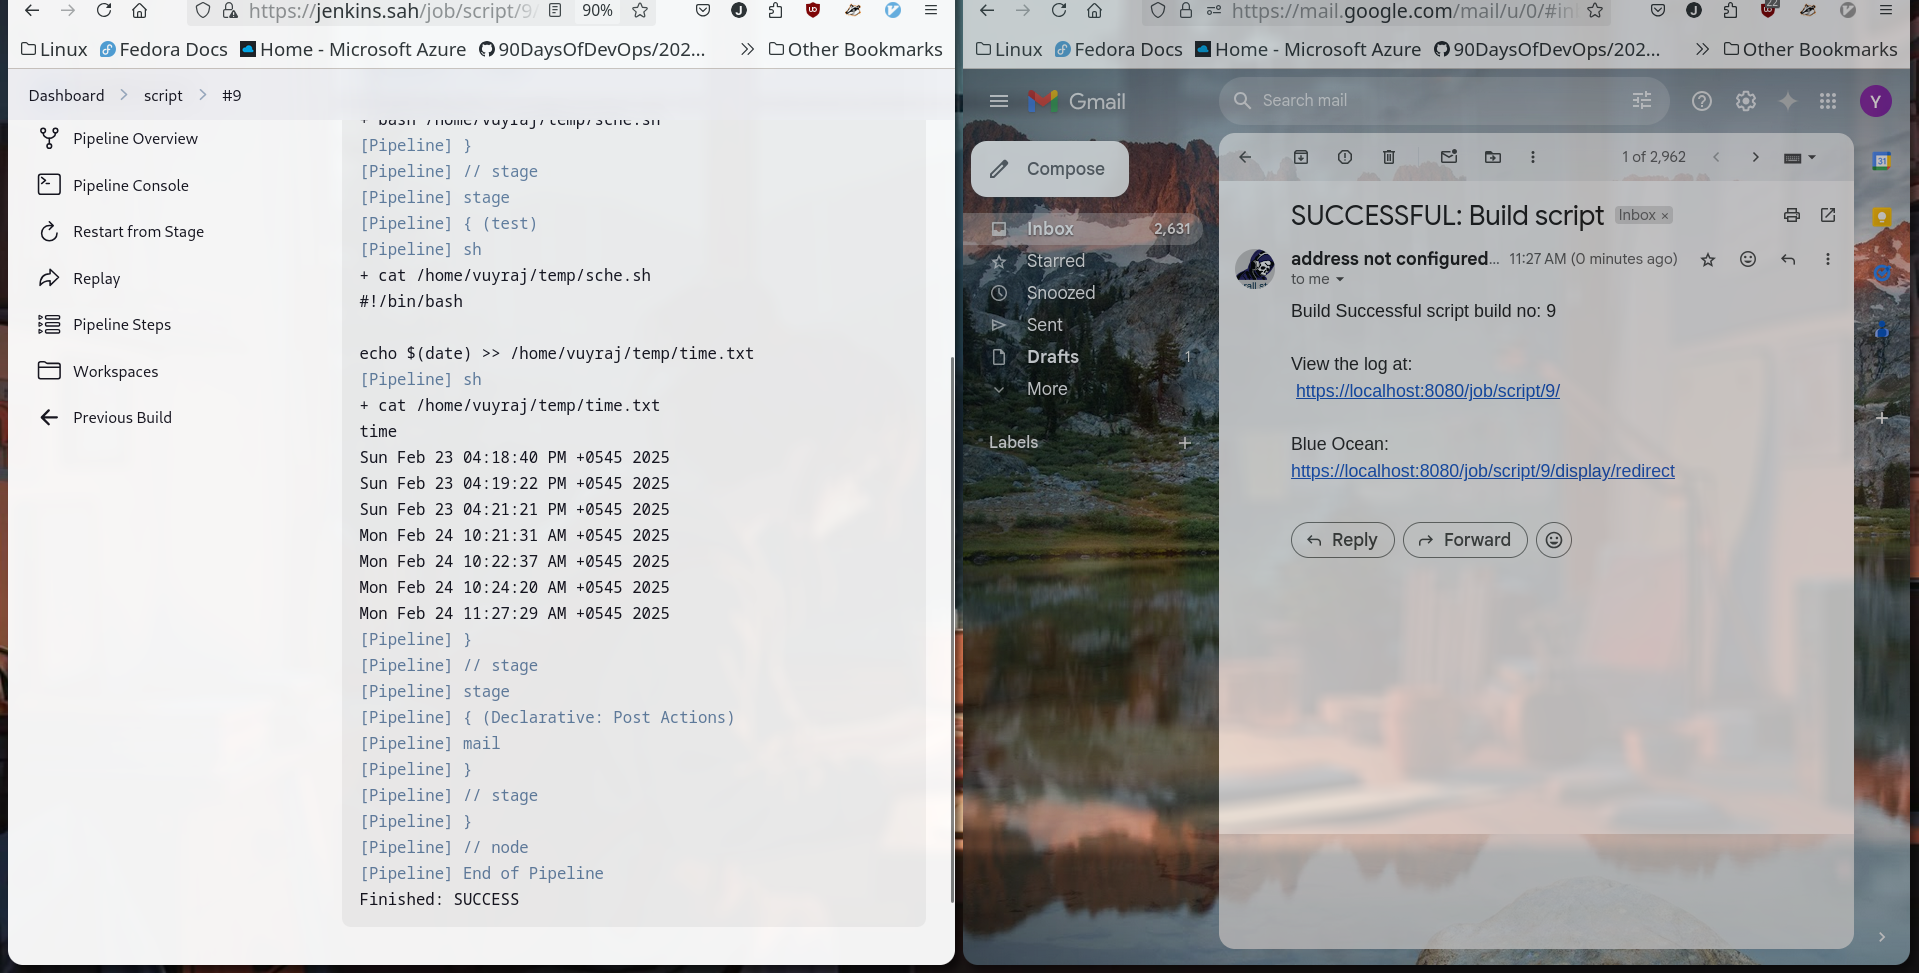 https://jenkins.sah/job/script/9/
90%
Linux
Fedora Docs
Home - Microsoft Azure
90DaysOfDevOps/202...
Other Bookmarks
Dashboard
script
#9
Pipeline Overview
Pipeline Console
Restart from Stage
Replay
Pipeline Steps
Workspaces
Previous Build
+ bash /home/vuyraj/temp/sche.sh
[Pipeline] }
[Pipeline] // stage
[Pipeline] stage
[Pipeline] { (test)
[Pipeline] sh
+ cat /home/vuyraj/temp/sche.sh
#!/bin/bash
echo $(date) >> /home/vuyraj/temp/time.txt
[Pipeline] sh
+ cat /home/vuyraj/temp/time.txt
time
Sun Feb 23 04:18:40 PM +0545 2025
Sun Feb 23 04:19:22 PM +0545 2025
Sun Feb 23 04:21:21 PM +0545 2025
Mon Feb 24 10:21:31 AM +0545 2025
Mon Feb 24 10:22:37 AM +0545 2025
Mon Feb 24 10:24:20 AM +0545 2025
Mon Feb 24 11:27:29 AM +0545 2025
[Pipeline] }
[Pipeline] // stage
[Pipeline] stage
[Pipeline] { (Declarative: Post Actions)
[Pipeline] mail
[Pipeline] }
[Pipeline] // stage
[Pipeline] }
[Pipeline] // node
[Pipeline] End of Pipeline
Finished: SUCCESS
https://mail.google.com/mail/u/0/#in
22
Linux
Fedora Docs
Home - Microsoft Azure
90DaysOfDevOps/202...
Other Bookmarks
Gmail
Search mail
Y
Compose
Inbox 2,631
Starred
Snoozed
Sent
Drafts 1
More
Labels
1 of 2,962
31
SUCCESSFUL: Build script
Inbox ×
address not configured... 11:27 AM (0 minutes ago)
to me
Build Successful script build no: 9
View the log at:
https://localhost:8080/job/script/9/
Blue Ocean:
https://localhost:8080/job/script/9/display/redirect
Reply
Forward